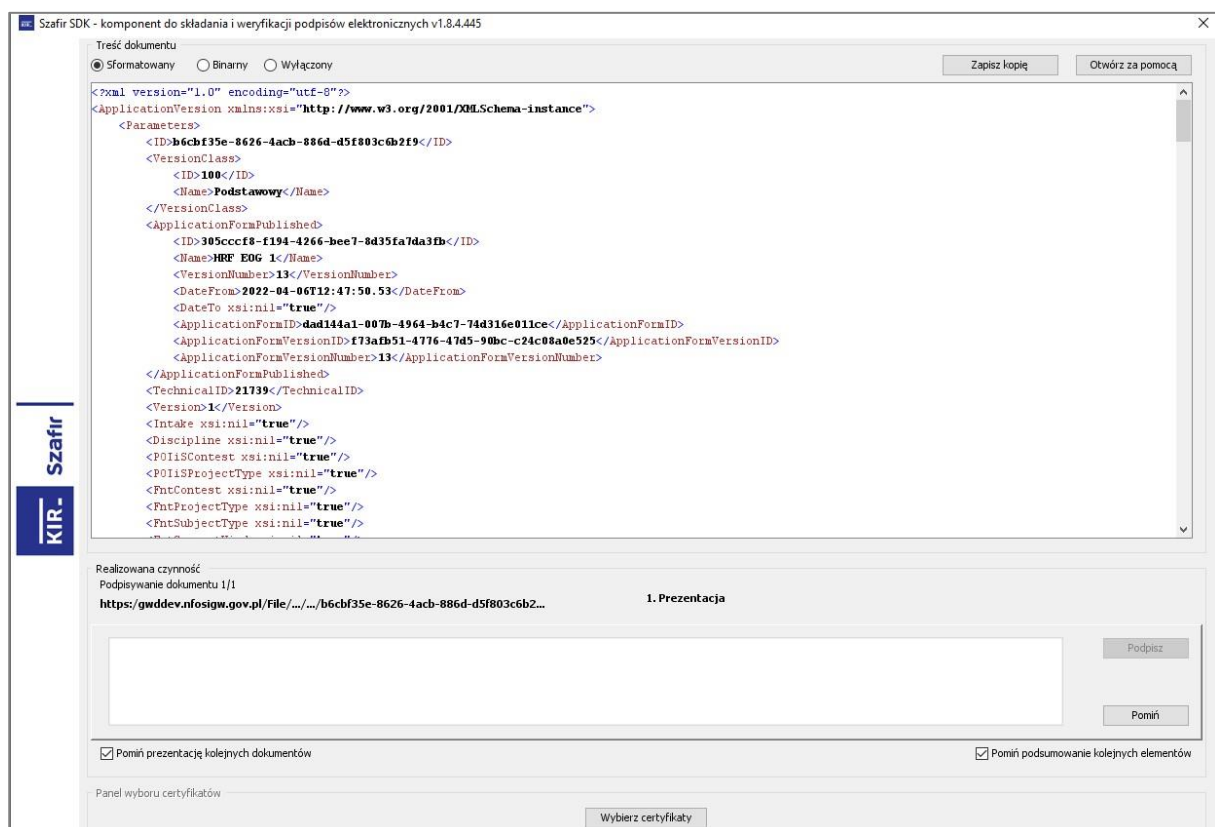 Szafir SDK - komponent do składania i weryfikacji podpisów elektronicznych v1.8.4.445
Treść dokumentu
Sformatowany Binarny Wyłączony Zapisz kopię Otwórz za pomocą
<?xml version="1.0" encoding="utf-8"?>
<ApplicationVersion xmlns:xsi="http://www.w3.org/2001/XMLSchema-instance">
<Parameters>
<ID>b6cbf35e-8626-4acb-886d-d5f803c6b2f9</ID>
<VersionClass>
<ID>100</ID>
<Name>Podstawowy</Name>
</VersionClass>
<ApplicationFormPublished>
<ID>305cccf8-f194-4266-bee7-8d35fa7da3fb</ID>
<Name>HRF EOG 1</Name>
<VersionNumber>13</VersionNumber>
<DateFrom>2022-04-06T12:47:50.53</DateFrom>
<DateTo xsi:nil="true"/>
<ApplicationFormID>dad144a1-007b-4964-b4c7-74d316e011ce</ApplicationFormID>
<ApplicationFormVersionID>f73afb51-4776-47d5-90bc-c24c08a0e525</ApplicationFormVersionID>
<ApplicationFormVersionNumber>13</ApplicationFormVersionNumber>
</ApplicationFormPublished>
<TechnicalID>21739</TechnicalID>
<Version>1</Version>
<Intake xsi:nil="true"/>
<Discipline xsi:nil="true"/>
<POIiSContest xsi:nil="true"/>
<POIiSProjectType xsi:nil="true"/>
<FntContest xsi:nil="true"/>
<FntProjectType xsi:nil="true"/>
<FntSubjectType xsi:nil="true"/>
KIR. Szafir
Realizowana czynność
Podpisywanie dokumentu 1/1
https:/gwddev.nfosigw.gov.pl/File/.../.../b6cbf35e-8626-4acb-886d-d5f803c6b2... 1. Prezentacja
Podpisz
Pomiń
Pomiń prezentację kolejnych dokumentów Pomiń podsumowanie kolejnych elementów
Panel wyboru certyfikatów
Wybierz certyfikaty